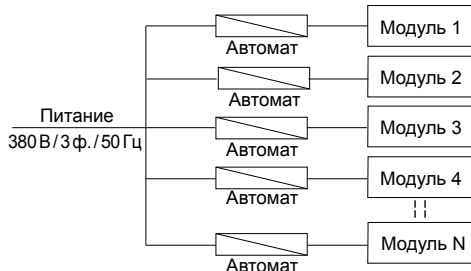 Модуль 1
Автомат
Модуль 2
Автомат
Питание
Модуль 3
380 В / 3 ф. / 50 Гц
Автомат
Модуль 4
Автомат
Модуль N
Автомат